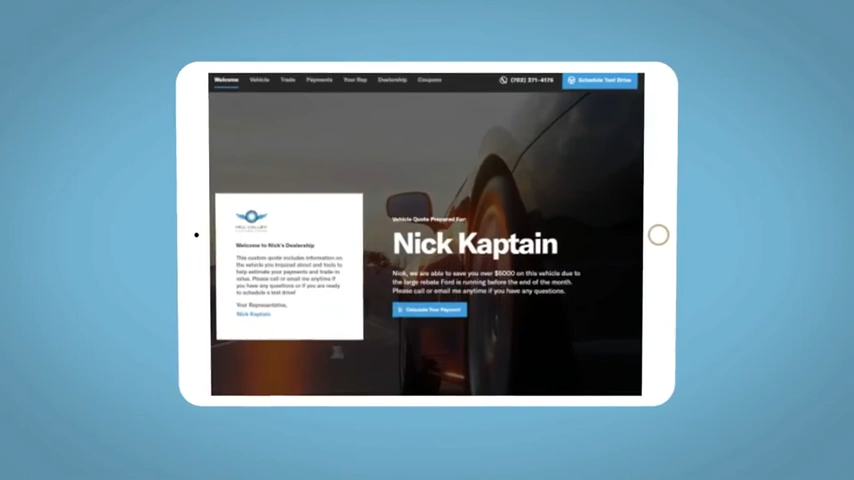 Welcome Vehicle Trade Payments Your Rep Dealership Coupons (702) 371-4176 Schedule Test Drive
Vehicle Quote Prepared For:
Nick Kaptain
Nick, we are able to save you over $6000 on this vehicle due to
the large rebate Ford is running before the end of the month.
Please call or email me anytime if you have any questions.
Calculate Your Payment
Welcome to Nick's Dealership
This custom quote includes information on
the vehicle you inquired about and tools to
help estimate your payments and trade-in
value. Please call or email me anytime if
you have any questions or if you are ready
to schedule a test drive!
Your Representative,
Nick Kaptain